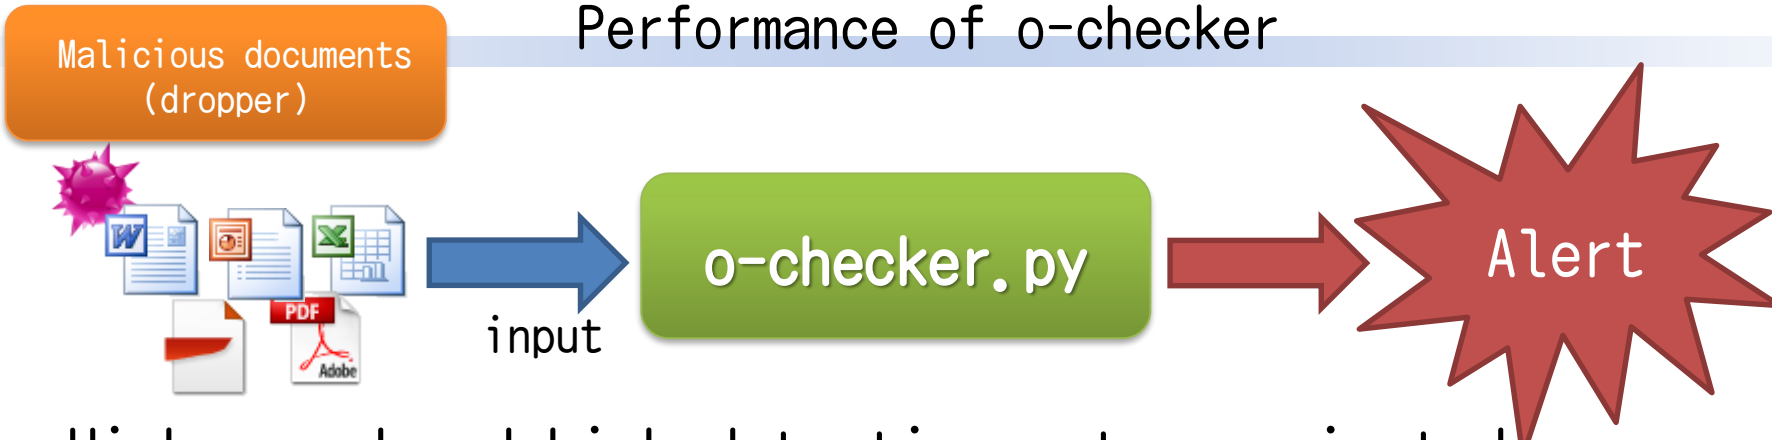 Performance of o-checker
Malicious documents
(dropper)
W
X
PDF
Adobe
input
o-checker.py
Alert